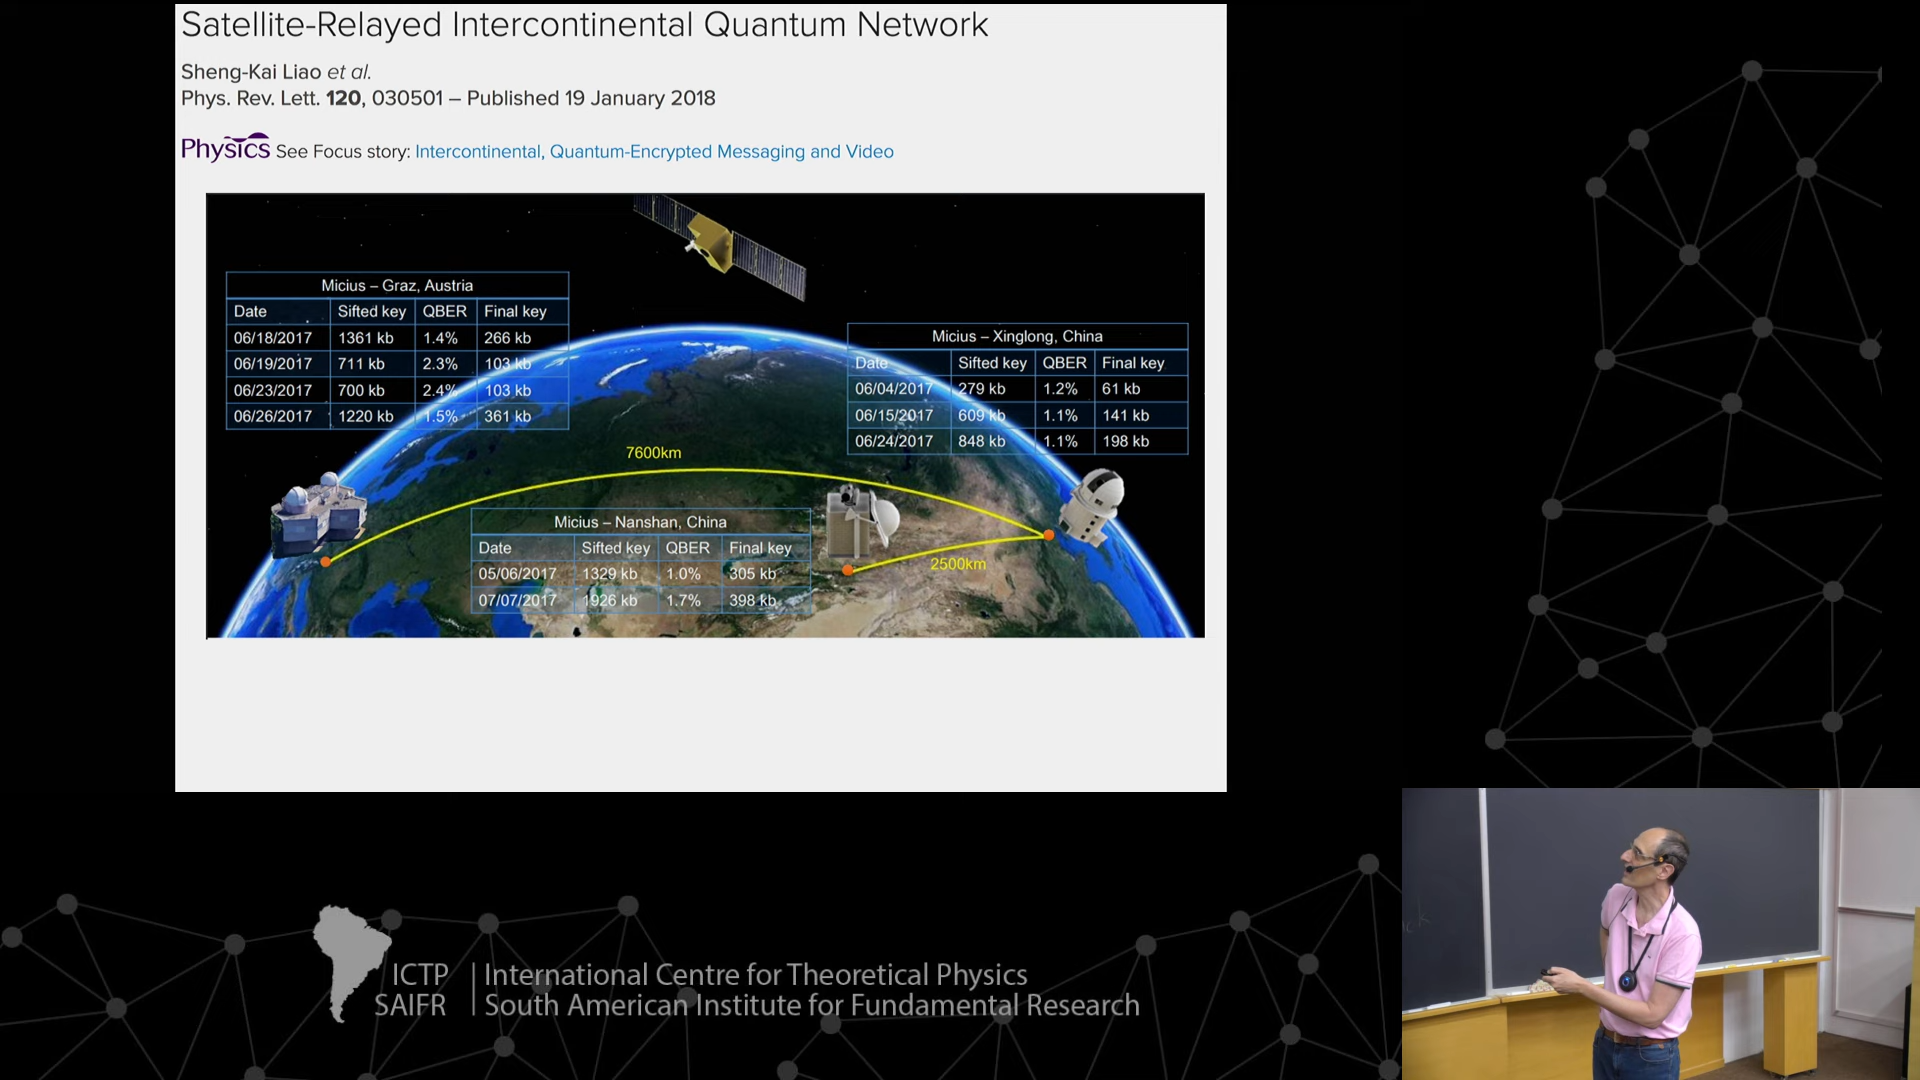 Satellite-Relayed Intercontinental Quantum Network
Sheng-Kai Liao et al.
Phys. Rev. Lett. 120, 030501 – Published 19 January 2018
Physics See Focus story: Intercontinental, Quantum-Encrypted Messaging and Video
Micius – Graz, Austria
Date Sifted key QBER Final key
06/18/2017 1361 kb 1.4% 266 kb
06/19/2017 711 kb 2.3% 103 kb
06/23/2017 700 kb 2.4% 103 kb
06/26/2017 1220 kb 1.5% 361 kb
Micius – Xinglong, China
Date Sifted key QBER Final key
06/04/2017 279 kb 1.2% 61 kb
06/15/2017 609 kb 1.1% 141 kb
06/24/2017 848 kb 1.1% 198 kb
7600km
Micius – Nanshan, China
Date Sifted key QBER Final key
05/06/2017 1329 kb 1.0% 305 kb
07/07/2017 1926 kb 1.7% 398 kb
2500km
ICTP
SAIFR
International Centre for Theoretical Physics
South American Institute for Fundamental Research